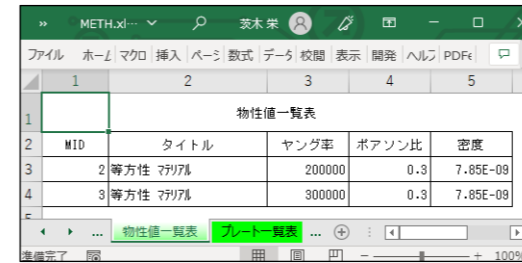 » METH.xl… 茨木 栄
ファイル ホーム マクロ 挿入 ページ 数式 データ 校閲 表示 開発 ヘルプ PDFe
1 2 3 4 5
1 物性値一覧表
2 MID タイトル ヤング率 ポアソン比 密度
3 2 等方性 マテリアル 200000 0.3 7.85E-09
4 3 等方性 マテリアル 300000 0.3 7.85E-09
... 物性値一覧表 プレート一覧表 ...
準備完了 100%